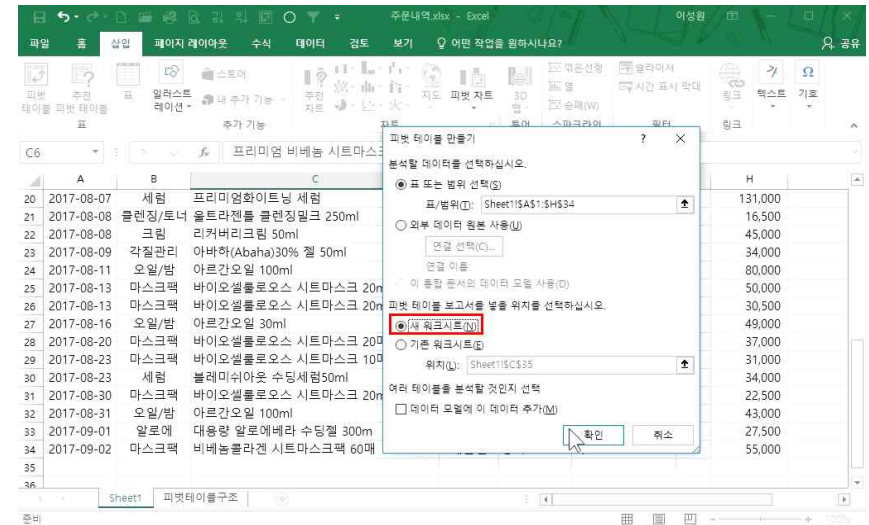 주문내역.xlsx - Excel 이성원
파일 홈 삽입 페이지 레이아웃 수식 데이터 검토 보기 어떤 작업을 원하시나요? 공유
피벗 테이블 추천 피벗 테이블 표 일러스트레이션 스토어 내 추가 기능 추천 차트 지도 피벗 차트 3D 맵 꺾은선형 열 승패(W) 슬라이서 시간 표시 막대 링크 텍스트 기호
표 추가 기능 차트 투어 스파크라인 필터 링크
C6 fx 프리미엄 비베놈 시트마스크
A B C H
20 2017-08-07 세럼 프리미엄화이트닝 세럼 131,000
21 2017-08-08 클렌징/토너 울트라젠틀 클렌징밀크 250ml 16,500
22 2017-08-08 크림 리커버리크림 50ml 45,000
23 2017-08-09 각질관리 아바하(Abaha)30% 젤 50ml 34,000
24 2017-08-11 오일/밤 아르간오일 100ml 80,000
25 2017-08-13 마스크팩 바이오셀룰로오스 시트마스크 20m 50,000
26 2017-08-13 마스크팩 바이오셀룰로오스 시트마스크 20m 30,500
27 2017-08-16 오일/밤 아르간오일 30ml 49,000
28 2017-08-20 마스크팩 바이오셀룰로오스 시트마스크 20매 37,000
29 2017-08-23 마스크팩 바이오셀룰로오스 시트마스크 10매 31,000
30 2017-08-23 세럼 블레미쉬아웃 수딩세럼50ml 34,000
31 2017-08-30 마스크팩 바이오셀룰로오스 시트마스크 20m 22,500
32 2017-08-31 오일/밤 아르간오일 100ml 43,000
33 2017-09-01 알로에 대용량 알로에베라 수딩젤 300m 27,500
34 2017-09-02 마스크팩 비베놈콜라겐 시트마스크팩 60매 55,000
35
36
피벗 테이블 만들기 ? ×
분석할 데이터를 선택하십시오.
표 또는 범위 선택(S)
표/범위(T): Sheet1!$A$1:$H$34
외부 데이터 원본 사용(U)
연결 선택(C)...
연결 이름:
이 통합 문서의 데이터 모델 사용(D)
피벗 테이블 보고서를 넣을 위치를 선택하십시오.
새 워크시트(N)
기존 워크시트(E)
위치(L): Sheet1!$C$35
여러 테이블을 분석할 것인지 선택
데이터 모델에 이 데이터 추가(M)
확인 취소
Sheet1 피벗테이블구조
준비